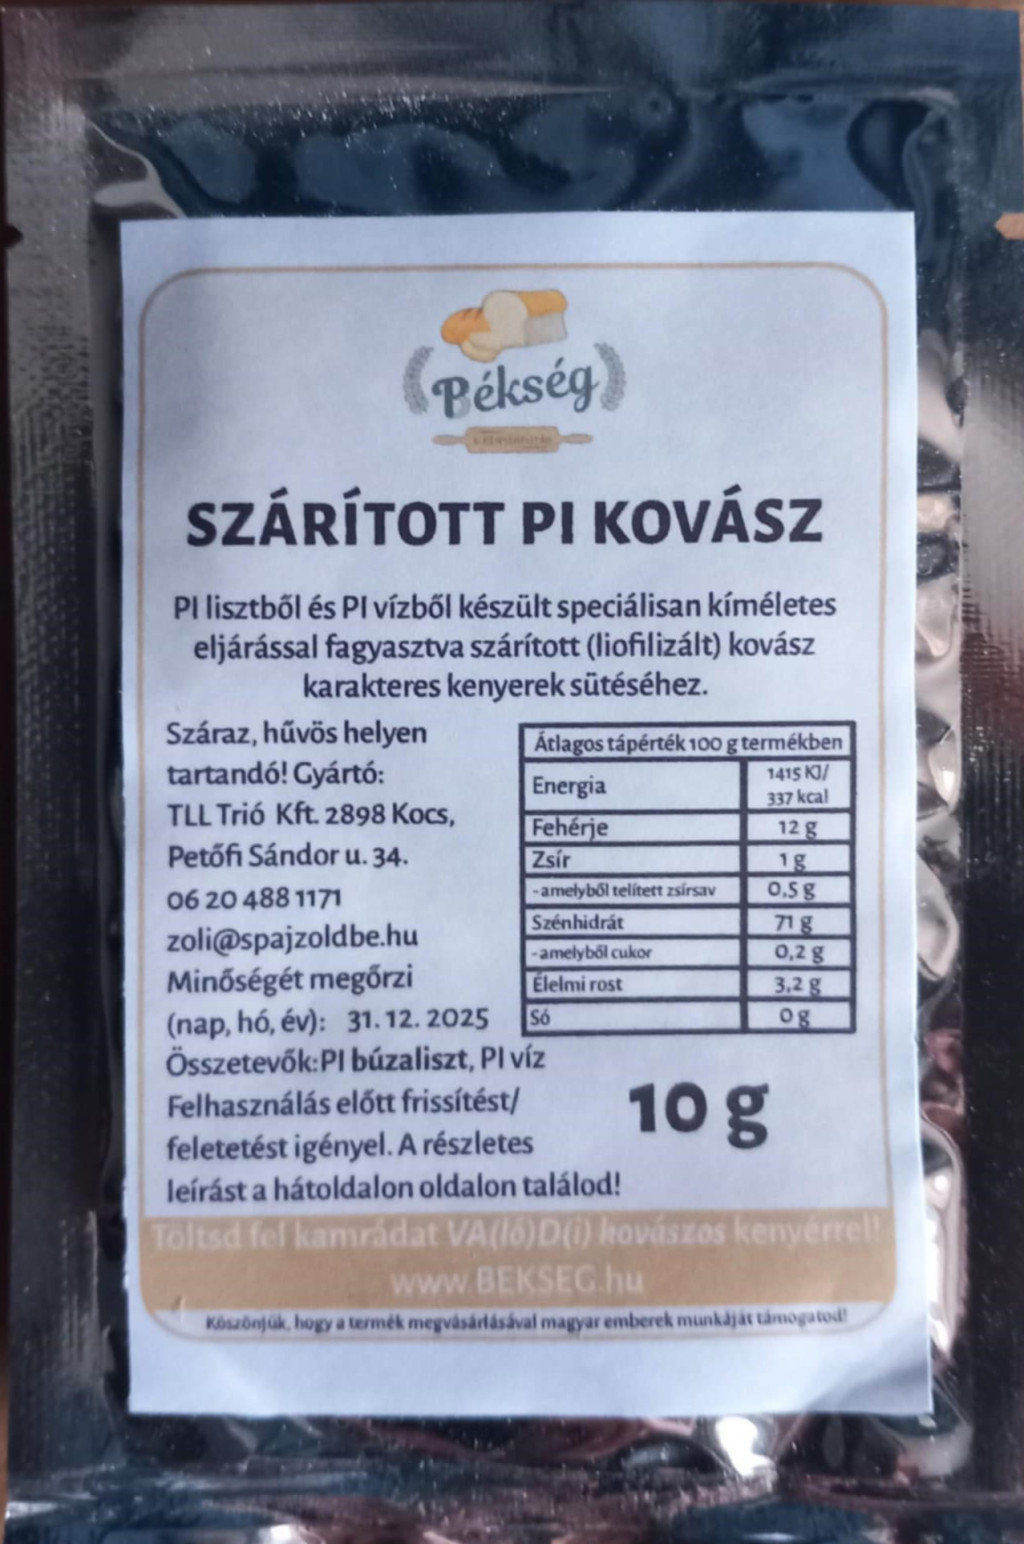 Békség
A KENYÉRPUSZTÁK
SZÁRÍTOTT PI KOVÁSZ
PI lisztből és PI vízből készült speciálisan kíméletes
eljárással fagyasztva szárított (liofilizált) kovász
karakteres kenyerek sütéséhez.
Száraz, hűvös helyen
tartandó! Gyártó:
TLL Trió Kft. 2898 Kocs,
Petőfi Sándor u. 34.
06 20 488 1171
zoli@spajzoldbe.hu
Minőségét megőrzi
(nap, hó, év): 31. 12. 2025
Összetevők:PI búzaliszt, PI víz
Felhasználás előtt frissítést/
feletetést igényel. A részletes
leírást a hátoldalon oldalon találod!
Átlagos tápérték 100 g termékben
Energia 1415 KJ/
337 kcal
Fehérje 12 g
Zsír 1 g
-amelyből telített zsírsav 0,5 g
Szénhidrát 71 g
-amelyből cukor 0,2 g
Élelmi rost 3,2 g
Só 0 g
10 g
Töltsd fel kamrádat VA(ló)D(i) kovászos kenyérrel!
www.BEKSEG.hu
Köszönjük, hogy a termék megvásárlásával magyar emberek munkáját támogatod!